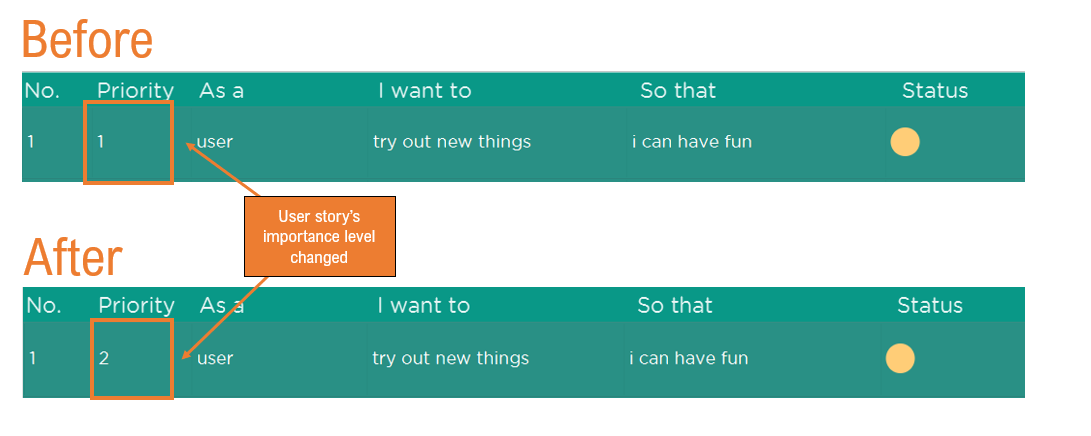 Before
No. Priority As a I want to So that Status
1 1 user try out new things i can have fun
User story's
importance level
changed
After
No. Priority As a I want to So that Status
1 2 user try out new things i can have fun